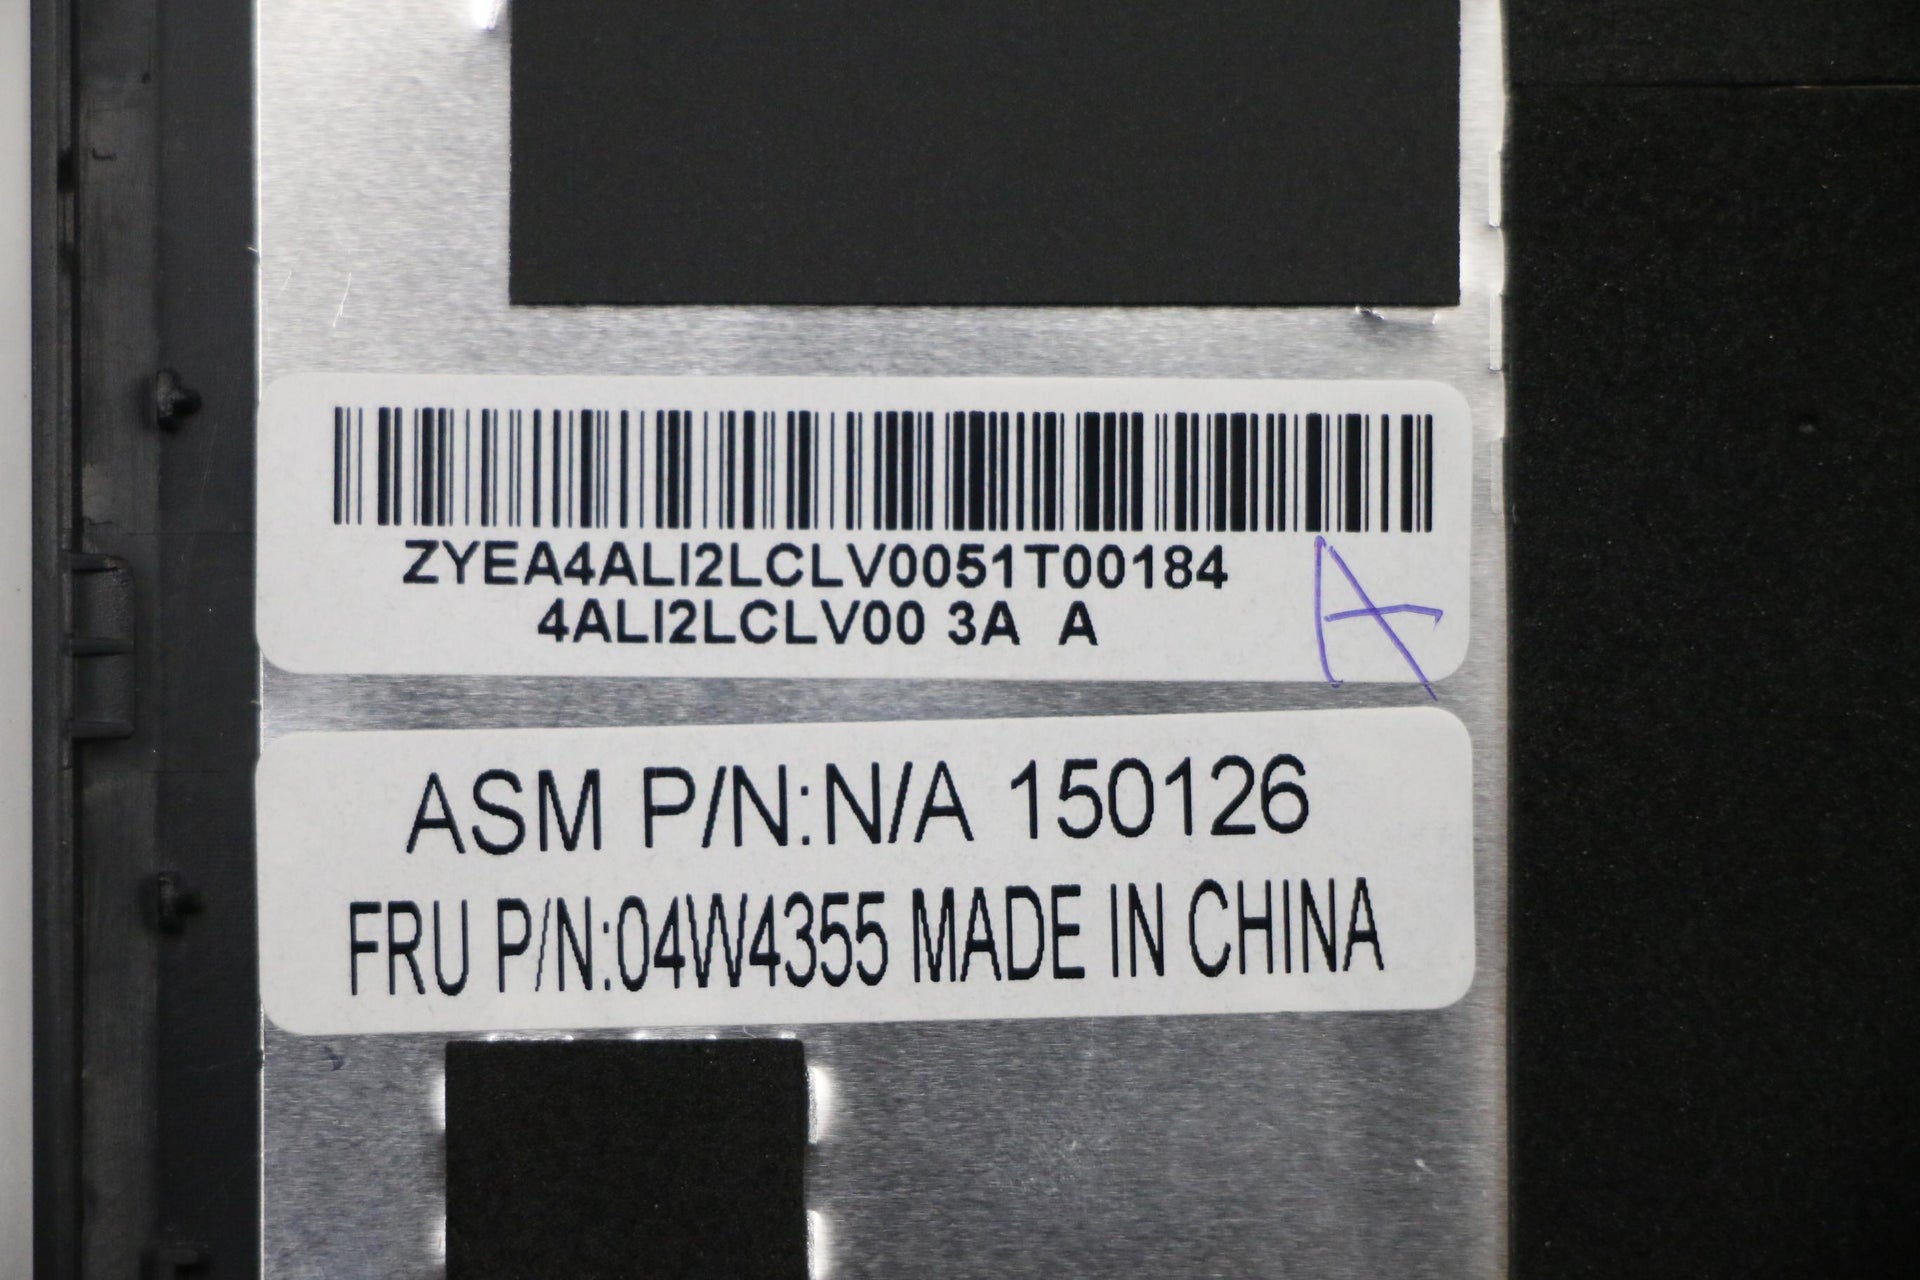 ZYEA4ALI2LCLV0051T00184
4ALI2LCLV00 3A A
A
ASM P/N:N/A 150126
FRU P/N:04W4355 MADE IN CHINA